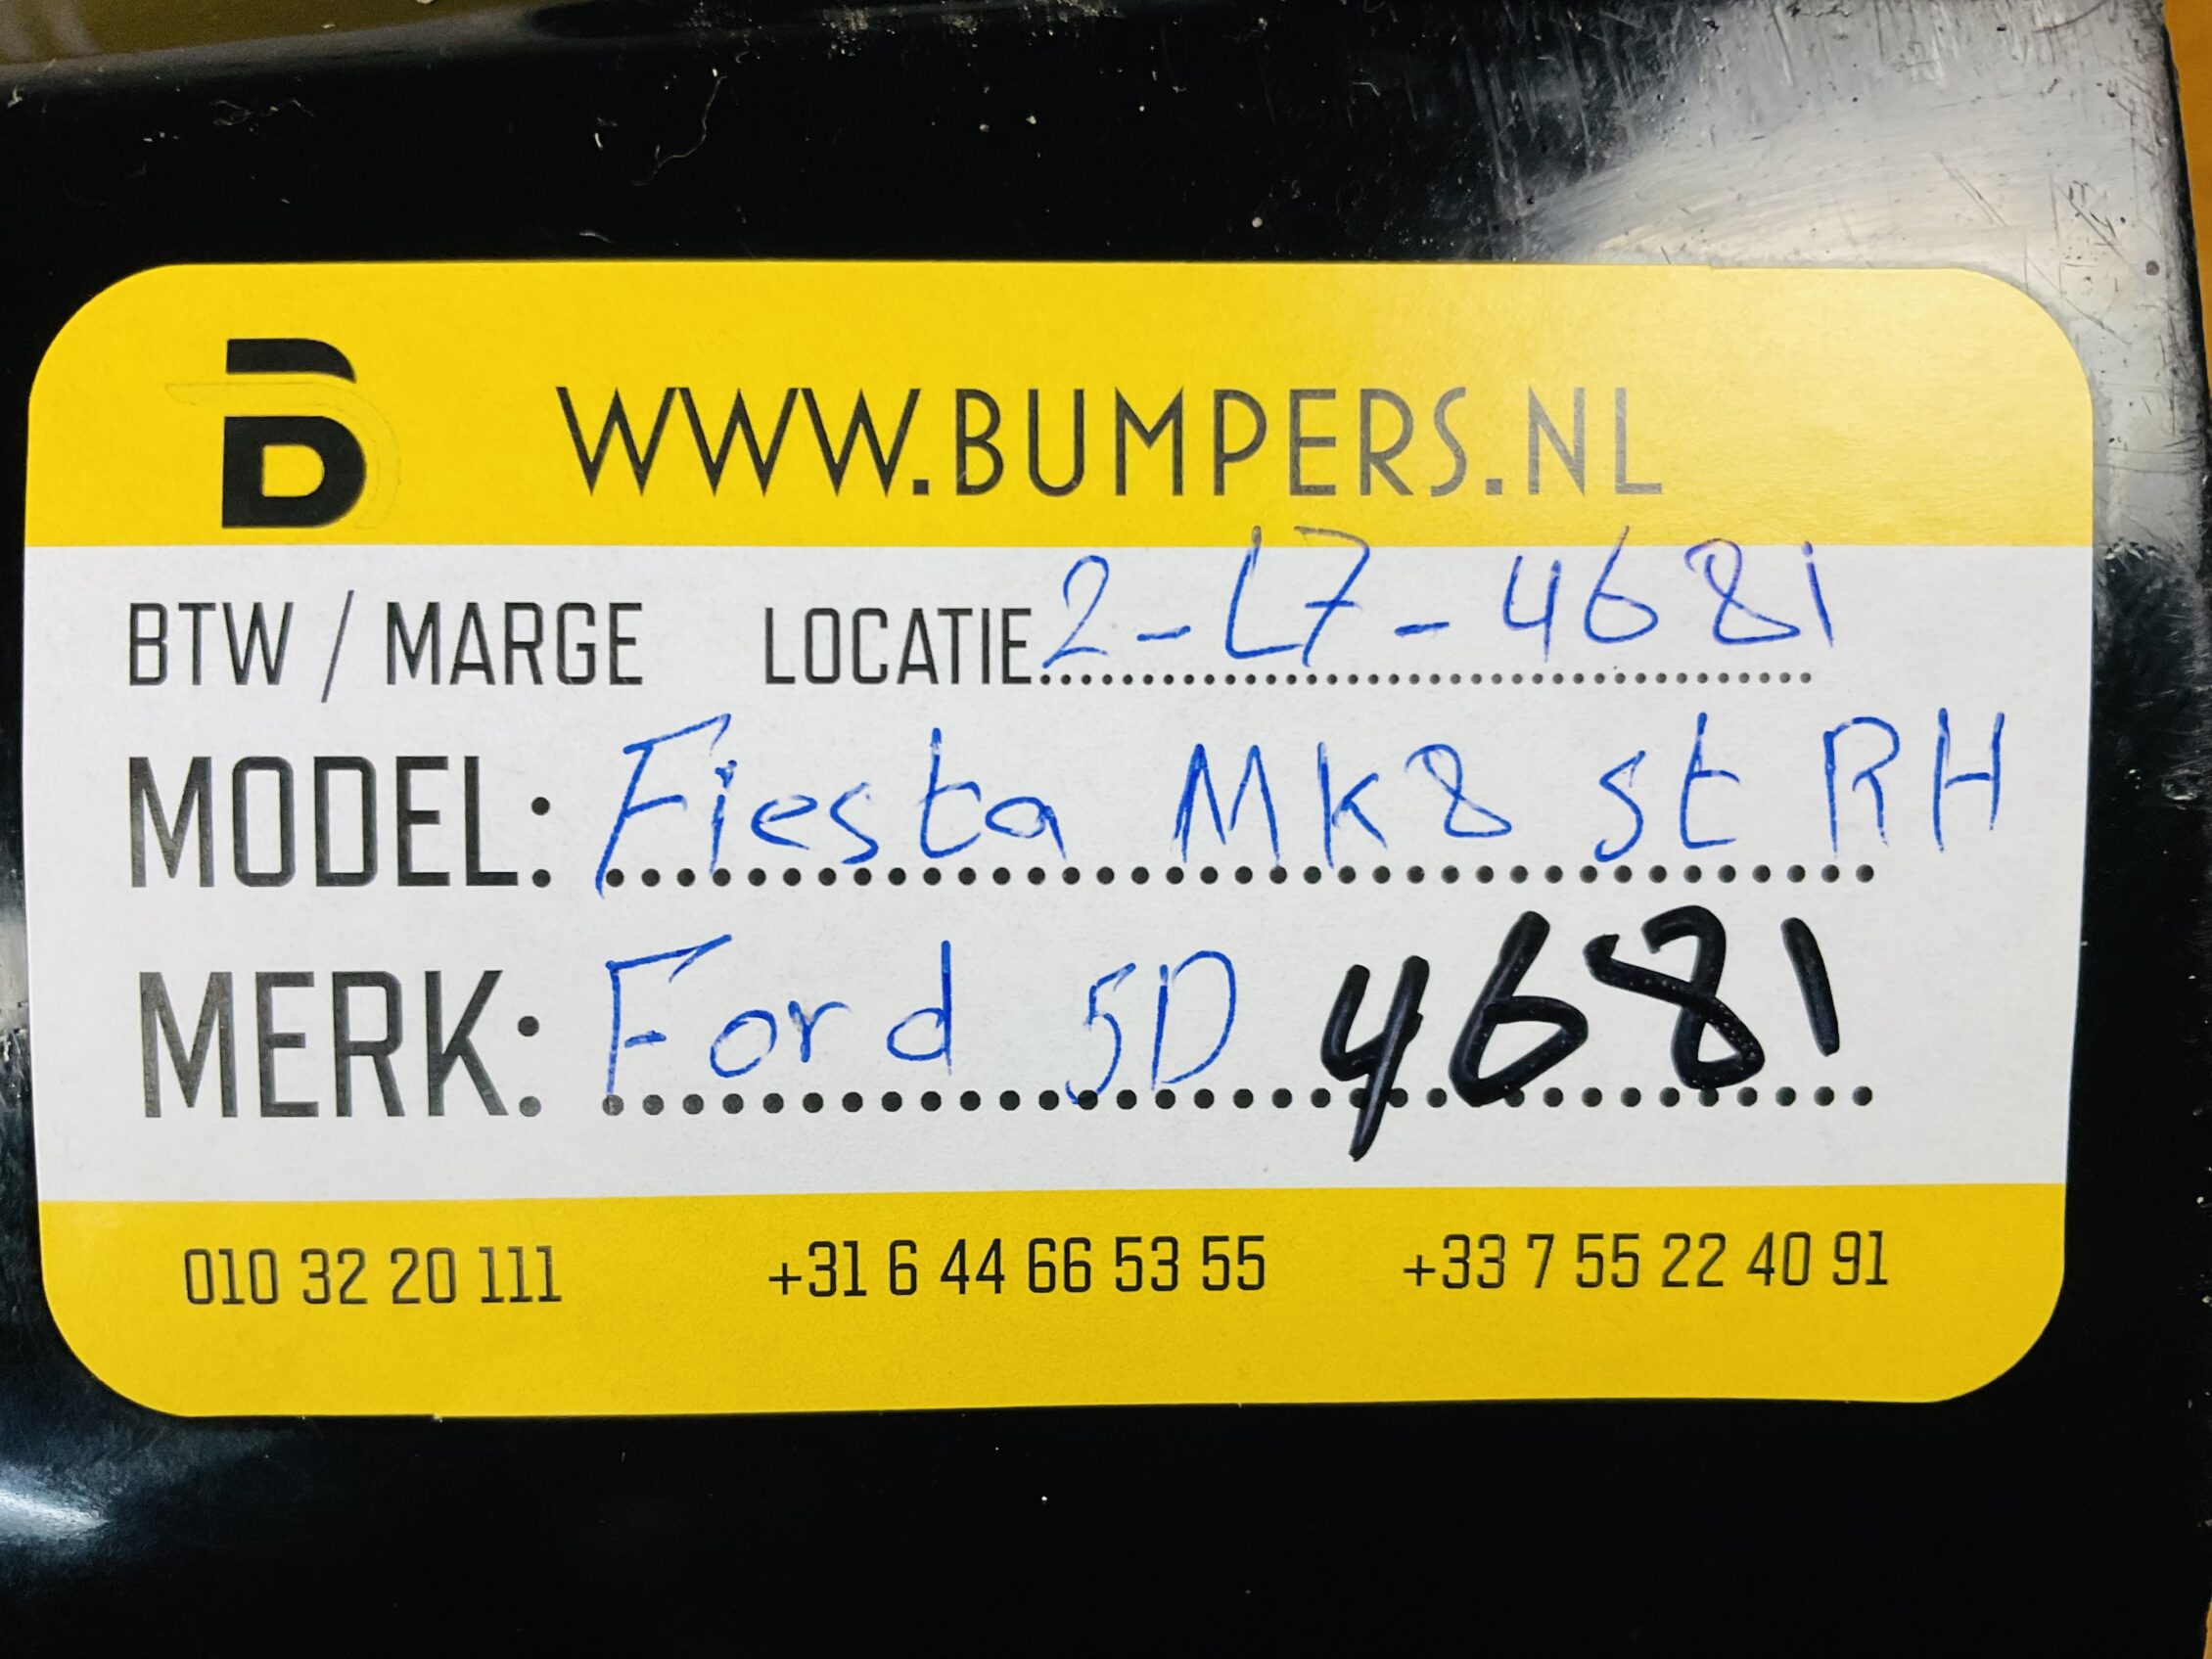 B WWW.BUMPERS.NL
BTW / MARGE LOCATIE 2-L7-4681
MODEL: Fiesta MK8 st RH
MERK: Ford 5D 4681
010 32 20 111 +31 6 44 66 53 55 +33 7 55 22 40 91